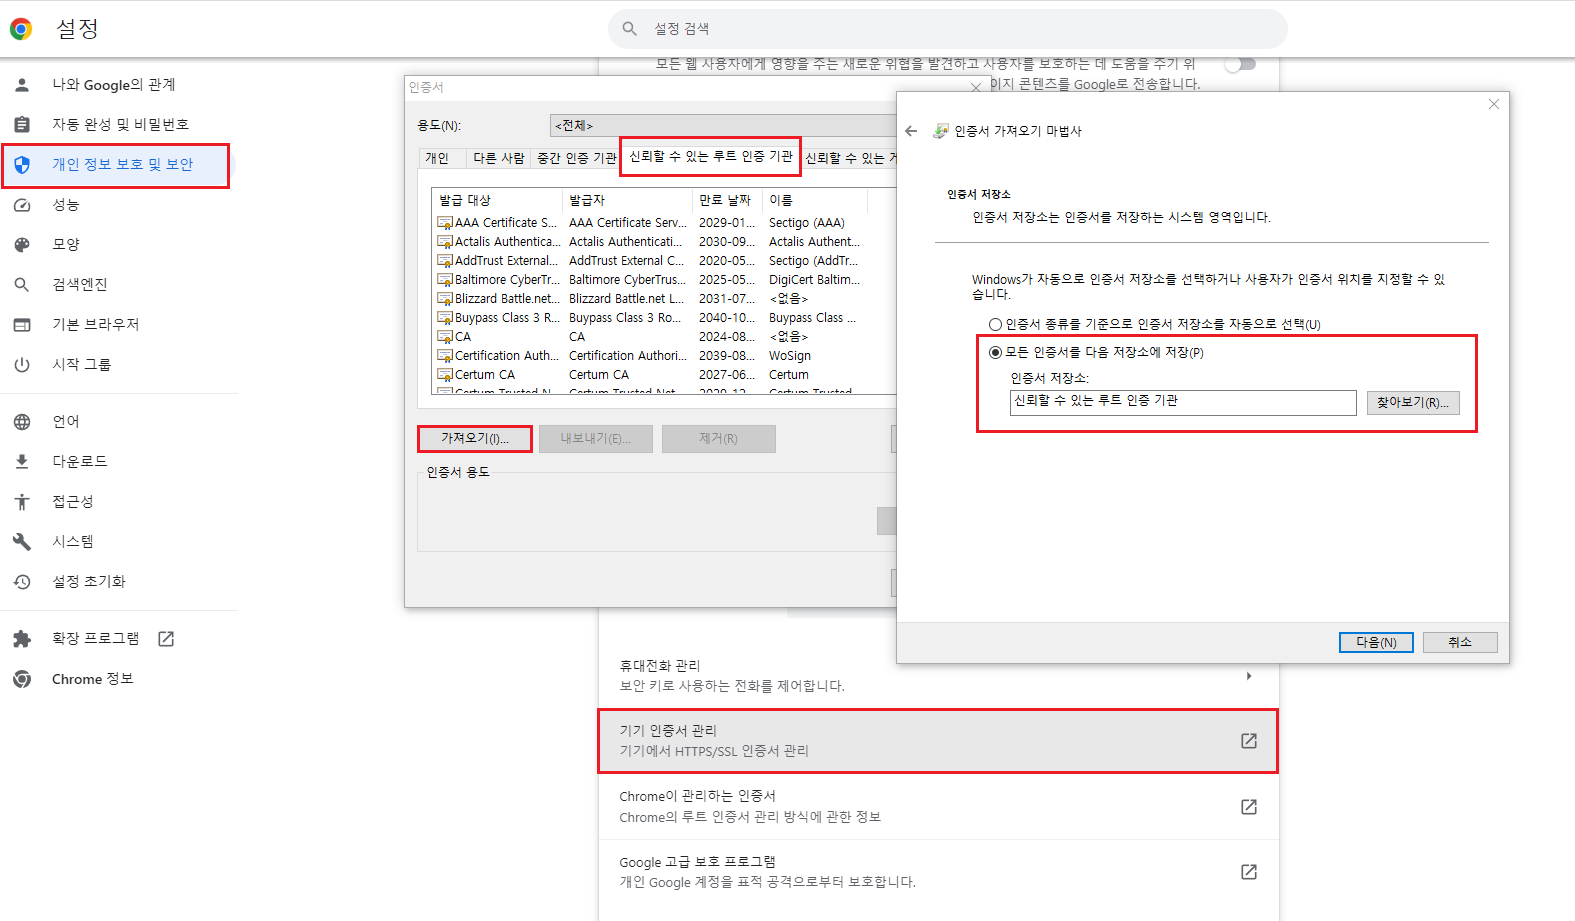 설정
설정 검색
나와 Google의 관계
자동 완성 및 비밀번호
개인 정보 보호 및 보안
성능
모양
검색엔진
기본 브라우저
시작 그룹
언어
다운로드
접근성
시스템
설정 초기화
확장 프로그램
Chrome 정보
모든 웹 사용자에게 영향을 주는 새로운 위협을 발견하고 사용자를 보호하는 데 도움을 주기 위
이지 콘텐츠를 Google로 전송합니다.
인증서
용도(N):
<전체>
개인
다른 사람
중간 인증 기관
신뢰할 수 있는 루트 인증 기관
신뢰할 수 있는 게
발급 대상 발급자 만료 날짜 이름
AAA Certificate S... AAA Certificate Serv... 2029-01... Sectigo (AAA)
Actalis Authentica... Actalis Authenticati... 2030-09... Actalis Authent...
AddTrust External... AddTrust External C... 2020-05... Sectigo (AddTr...
Baltimore CyberTr... Baltimore CyberTrus... 2025-05... DigiCert Baltim...
Blizzard Battle.net... Blizzard Battle.net L... 2031-07... <없음>
Buypass Class 3 R... Buypass Class 3 Ro... 2040-10... Buypass Class ...
CA CA 2024-08... <없음>
Certification Auth... Certification Authori... 2039-08... WoSign
Certum CA Certum CA 2027-06... Certum
Certum Trusted N... Certum Trusted Net... 2029-12... Certum Trusted...
가져오기(I)...
내보내기(E)...
제거(R)
인증서 용도
인증서 가져오기 마법사
인증서 저장소
인증서 저장소는 인증서를 저장하는 시스템 영역입니다.
Windows가 자동으로 인증서 저장소를 선택하거나 사용자가 인증서 위치를 지정할 수 있
습니다.
인증서 종류를 기준으로 인증서 저장소를 자동으로 선택(U)
모든 인증서를 다음 저장소에 저장(P)
인증서 저장소:
신뢰할 수 있는 루트 인증 기관
찾아보기(R)...
다음(N)
취소
휴대전화 관리
보안 키로 사용하는 전화를 제어합니다.
기기 인증서 관리
기기에서 HTTPS/SSL 인증서 관리
Chrome이 관리하는 인증서
Chrome의 루트 인증서 관리 방식에 관한 정보
Google 고급 보호 프로그램
개인 Google 계정을 표적 공격으로부터 보호합니다.